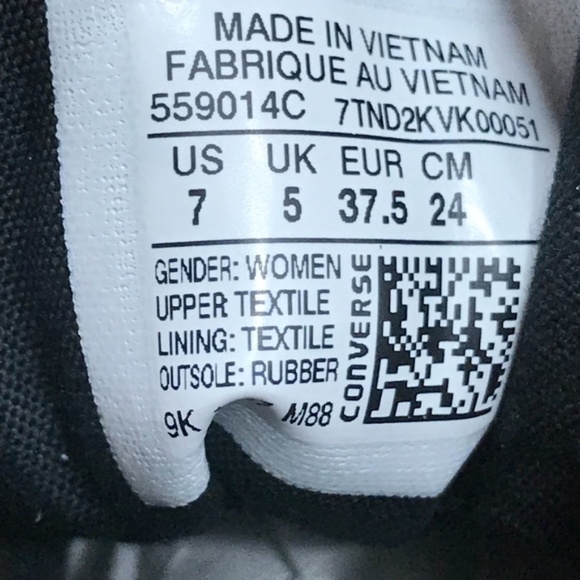 MADE IN VIETNAM
FABRIQUE AU VIETNAM
559014C 7TND2KVK00051
US UK EUR CM
7 5 37.5 24
GENDER: WOMEN
UPPER TEXTILE
LINING: TEXTILE
OUTSOLE: RUBBER
9K M88
CONVERSE